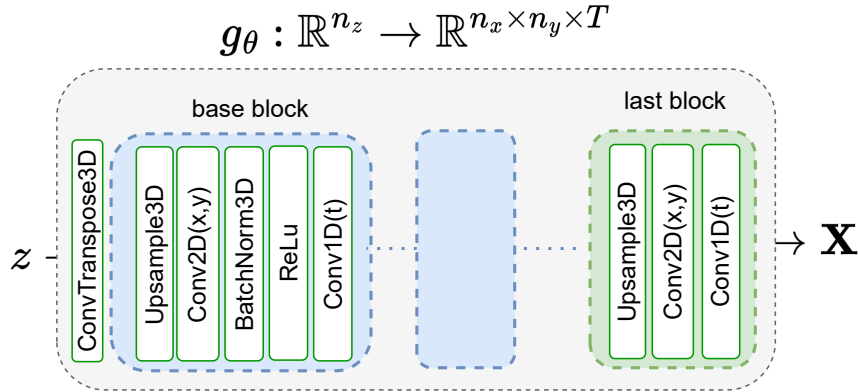 g_θ : ℝ^{n_z} → ℝ^{n_x × n_y × T}
base block
last block
z
ConvTranspose3D
Upsample3D
Conv2D(x,y)
BatchNorm3D
ReLu
Conv1D(t)
Upsample3D
Conv2D(x,y)
Conv1D(t)
X